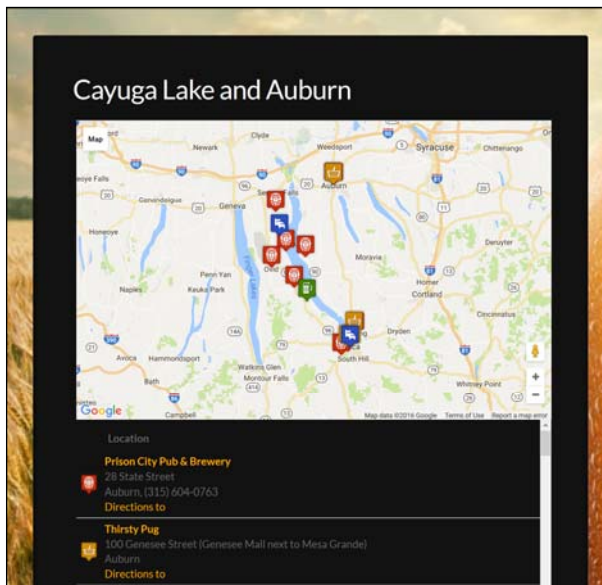 Cayuga Lake and Auburn
Map
Clyde
Newark
Weedsport
Syracuse
Chittenango
Auburn
Canandaigua
Geneva
Honeoye
Ovid
Moravia
Deruyter
Penn Yan
Keuka Park
Naples
Homer
Cortland
Cincinnatus
Dryden
South Hill
Avoca
Hammondsport
Watkins Glen
Montour Falls
Bath
Whitney Point
Campbell
Google
Map data ©2016 Google
Terms of Use
Report a map error
Location
Prison City Pub & Brewery
28 State Street
Auburn, (315) 604-0763
Directions to
Thirsty Pug
100 Genesee Street (Genesee Mall next to Mesa Grande)
Auburn
Directions to